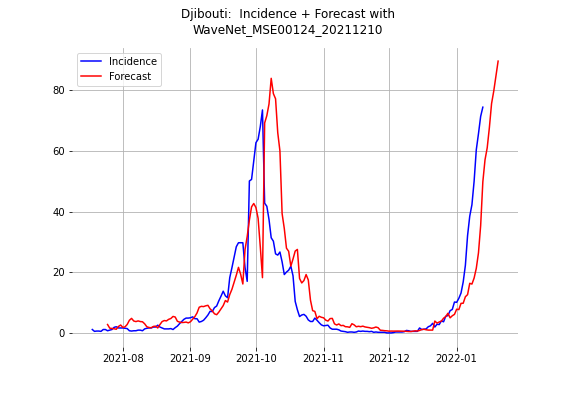 Djibouti:  Incidence + Forecast with
WaveNet_MSE00124_20211210
Incidence
Forecast
80
60
40
20
0
2021-08
2021-09
2021-10
2021-11
2021-12
2022-01